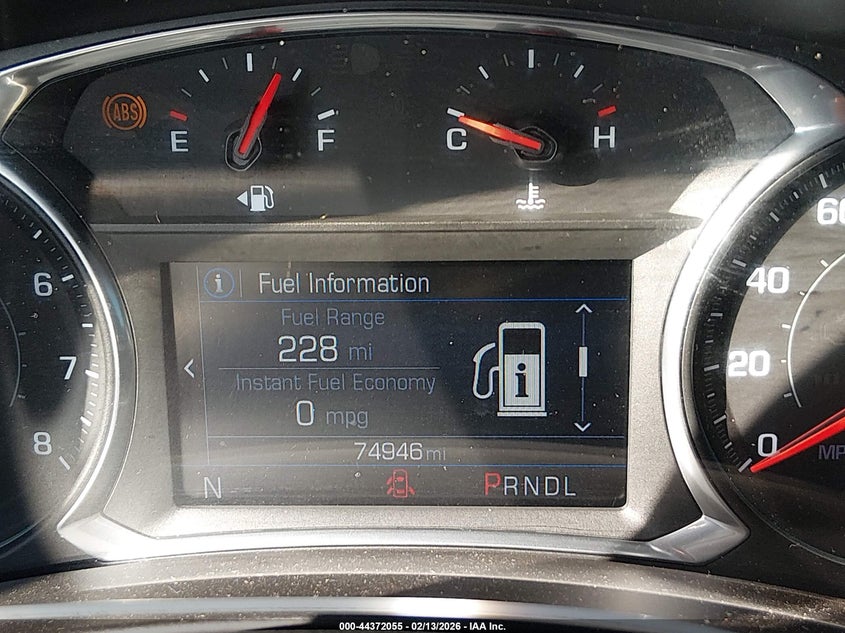 ABS
E F
C H
Fuel Information
Fuel Range
228 mi
Instant Fuel Economy
0 mpg
74946 mi
N PRNDL
6
7
8
60
40
20
0
000-44372055 - 02/13/2026 - IAA Inc.